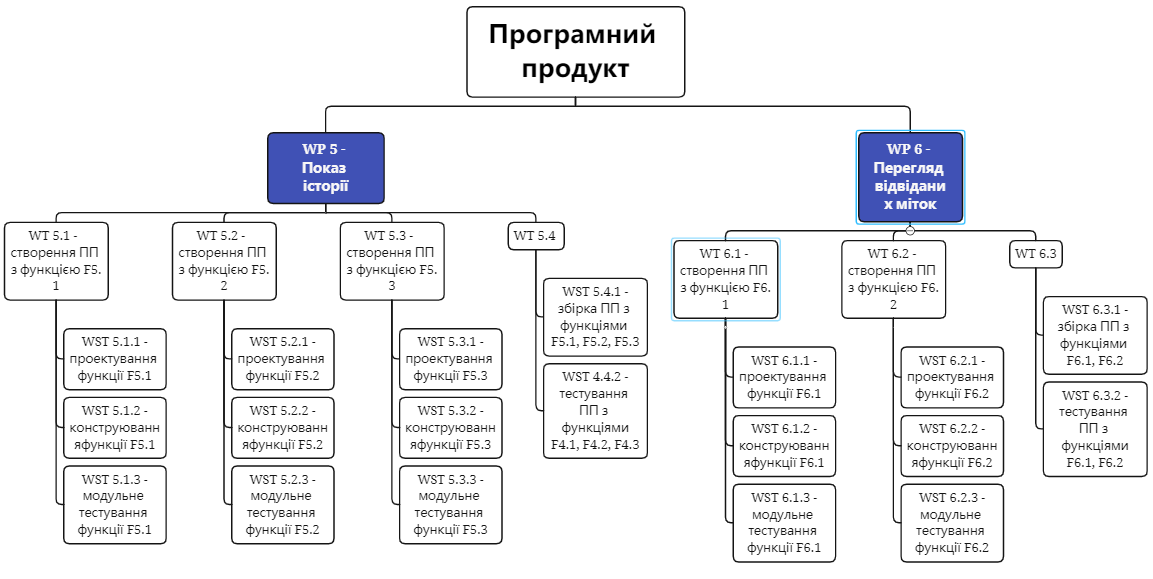 Програмний
продукт
WP 5 -
Показ
історії
WT 5.1 -
створення ПП
з функцією F5.
1
WST 5.1.1 -
проектування
функції F5.1
WST 5.1.2 -
конструюванн
яфункції F5.1
WST 5.1.3 -
модульне
тестування
функції F5.1
WT 5.2 -
створення ПП
з функцією F5.
2
WST 5.2.1 -
проектування
функції F5.2
WST 5.2.2 -
конструюванн
яфункції F5.2
WST 5.2.3 -
модульне
тестування
функції F5.2
WT 5.3 -
створення ПП
з функцією F5.
3
WST 5.3.1 -
проектування
функції F5.3
WST 5.3.2 -
конструюванн
яфункції F5.3
WST 5.3.3 -
модульне
тестування
функції F5.3
WT 5.4
WST 5.4.1 -
збірка ПП з
функціями
F5.1, F5.2, F5.3
WST 4.4.2 -
тестування
ПП з
функціями
F4.1, F4.2, F4.3
WP 6 -
Перегляд
відвідани
х міток
WT 6.1 -
створення ПП
з функцією F6.
1
WST 6.1.1 -
проектування
функції F6.1
WST 6.1.2 -
конструюванн
яфункції F6.1
WST 6.1.3 -
модульне
тестування
функції F6.1
WT 6.2 -
створення ПП
з функцією F6.
2
WST 6.2.1 -
проектування
функції F6.2
WST 6.2.2 -
конструюванн
яфункції F6.2
WST 6.2.3 -
модульне
тестування
функції F6.2
WT 6.3
WST 6.3.1 -
збірка ПП з
функціями
F6.1, F6.2
WST 6.3.2 -
тестування
ПП з
функціями
F6.1, F6.2